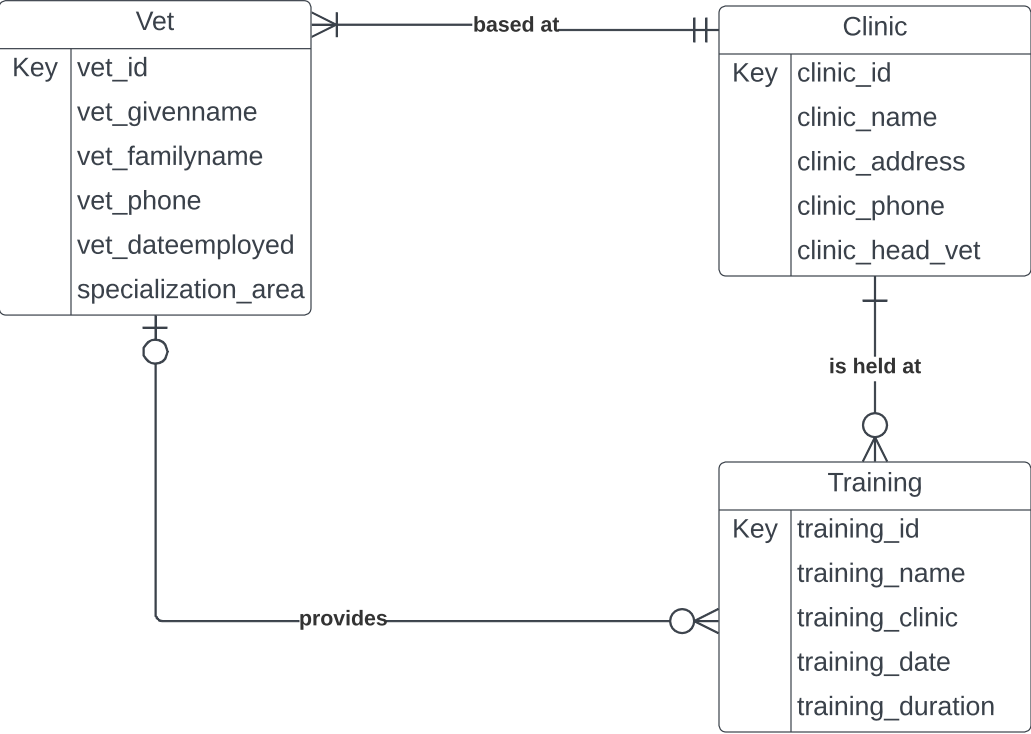 Vet
Key vet_id
vet_givenname
vet_familyname
vet_phone
vet_dateemployed
specialization_area
based at
Clinic
Key clinic_id
clinic_name
clinic_address
clinic_phone
clinic_head_vet
is held at
provides
Training
Key training_id
training_name
training_clinic
training_date
training_duration